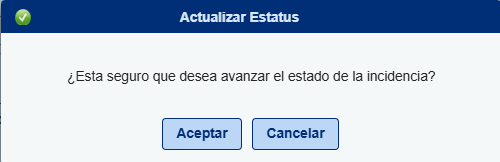 Actualizar Estatus
¿Esta seguro que desea avanzar el estado de la incidencia?
Aceptar Cancelar